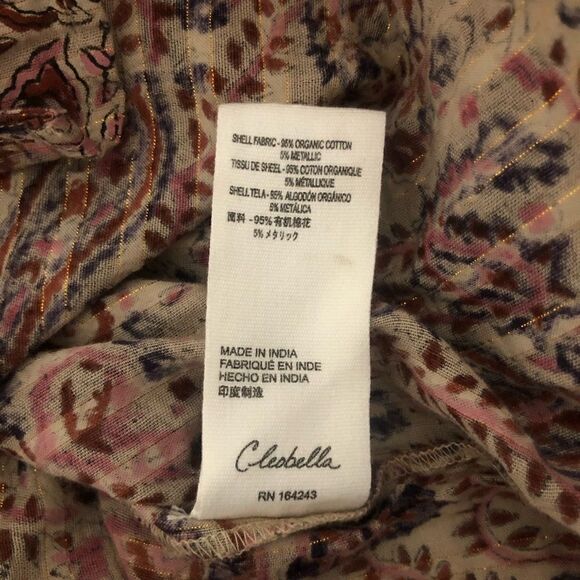 SHELL FABRIC - 95% ORGANIC COTTON
5% METALLIC
TISSU DE SHEEL - 95% COTON ORGANIQUE
5% MÉTALLIQUE
SHELL TELA - 95% ALGODÓN ORGÁNICO
5% METÁLICA
面料 - 95% 有机棉花
5% メタリック
MADE IN INDIA
FABRIQUÉ EN INDE
HECHO EN INDIA
印度制造
Cleobella
RN 164243